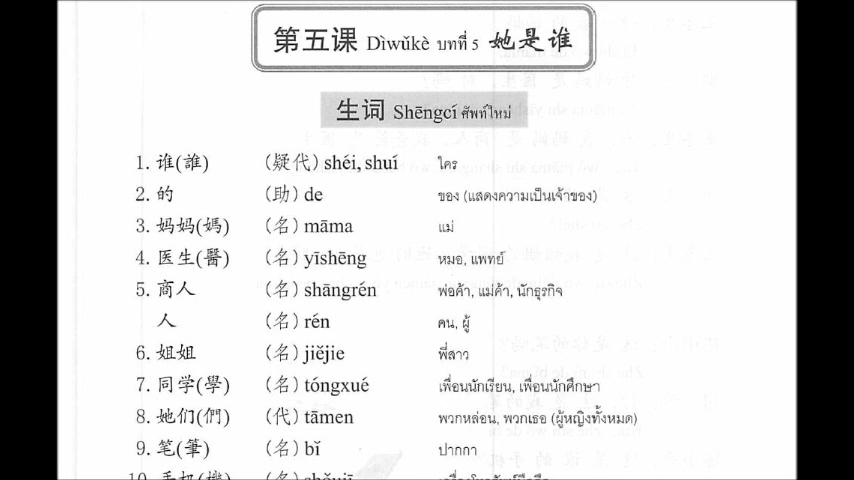 第五课 Dìwǔkè บทที่ 5 她是谁
生词 Shēngcí ศัพท์ใหม่
1. 谁(誰) (疑代) shéi, shuí ใคร
2. 的 (助) de ของ (แสดงความเป็นเจ้าของ)
3. 妈妈(媽) (名) māma แม่
4. 医生(醫) (名) yīshēng หมอ, แพทย์
5. 商人 (名) shāngrén พ่อค้า, แม่ค้า, นักธุรกิจ
人 (名) rén คน, ผู้
6. 姐姐 (名) jiějie พี่สาว
7. 同学(學) (名) tóngxué เพื่อนนักเรียน, เพื่อนนักศึกษา
8. 她们(們) (代) tāmen พวกหล่อน, พวกเธอ (ผู้หญิงทั้งหมด)
9. 笔(筆) (名) bǐ ปากกา
10. 手机(機) (名) shǒujī